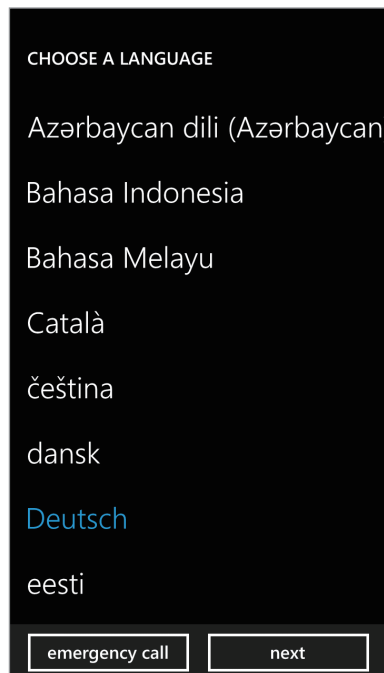 CHOOSE A LANGUAGE
Azərbaycan dili (Azərbaycan
Bahasa Indonesia
Bahasa Melayu
Català
čeština
dansk
Deutsch
eesti
emergency call
next